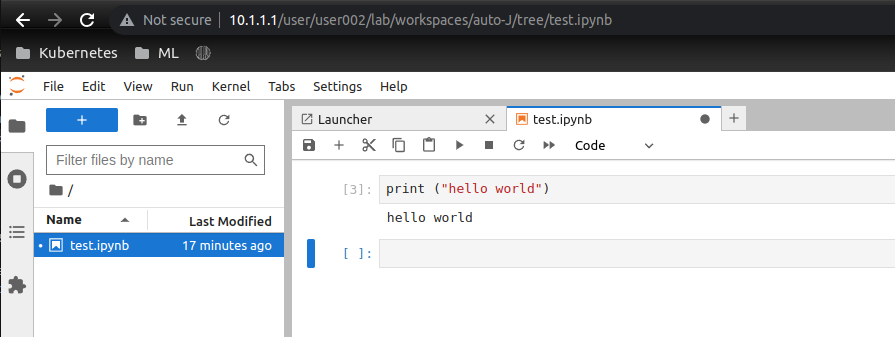 Not secure 10.1.1.1/user/user002/lab/workspaces/auto-J/tree/test.ipynb
Kubernetes ML
File Edit View Run Kernel Tabs Settings Help
Launcher test.ipynb
Filter files by name
Code
/
[3]: print ("hello world")
hello world
Name Last Modified
test.ipynb 17 minutes ago
[ ]: